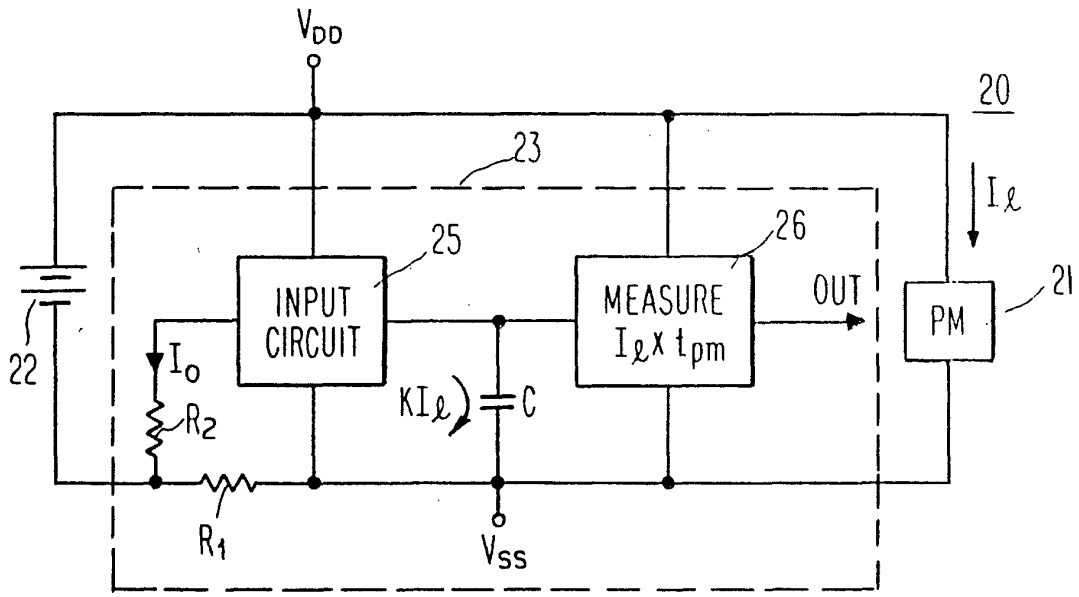 V_DD
20
23
I_ℓ
25
26
INPUT
CIRCUIT
MEASURE
I_ℓ x t_pm
OUT
21
PM
22
I_0
R_2
KI_ℓ
C
R_1
V_SS